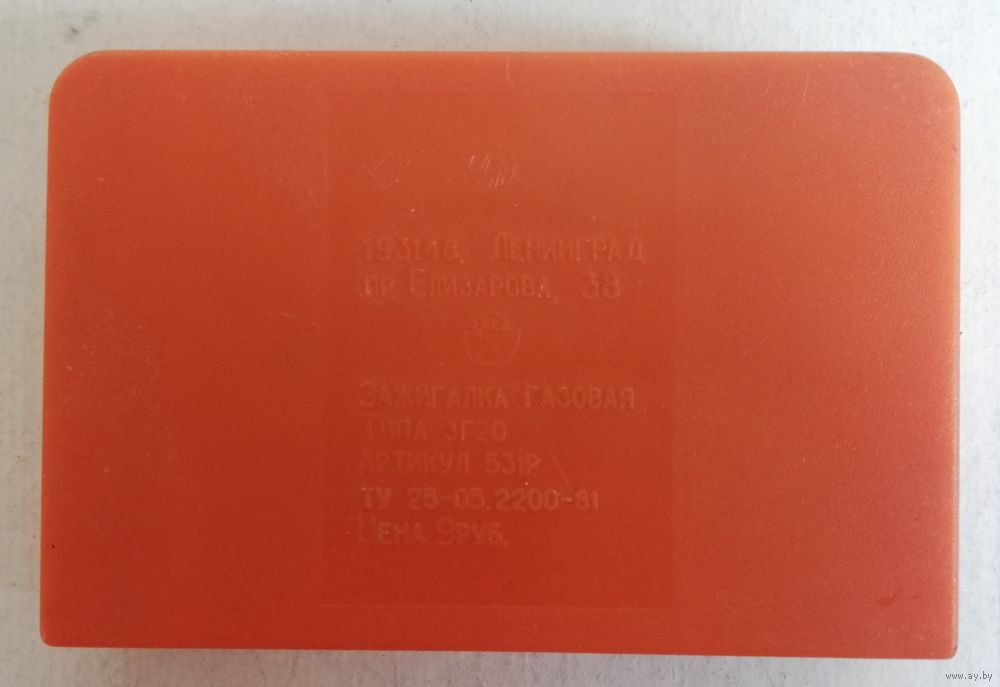 193148, Ленинград
пр Елизарова, 38
СССР
Зажигалка газовая
типа ЗГ20
Артикул 531Р
ТУ 25-05.2200-81
Цена 9руб.
www.ay.by